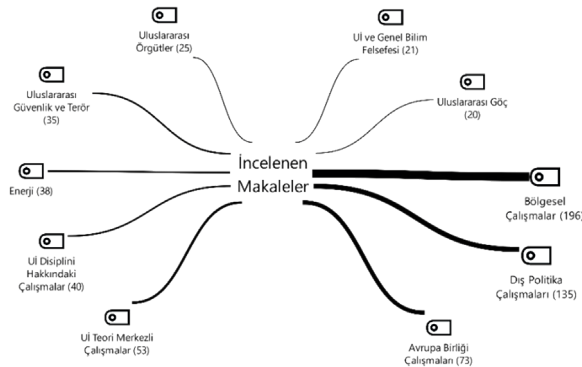 Uluslararası
Örgütler (25)
Uİ ve Genel Bilim
Felsefesi (21)
Uluslararası
Güvenlik ve Terör
(35)
Uluslararası Göç
(20)
İncelenen
Makaleler
Enerji (38)
Bölgesel
Çalışmalar (196)
Uİ Disiplini
Hakkındaki
Çalışmalar (40)
Dış Politika
Çalışmaları (135)
Uİ Teori Merkezli
Çalışmalar (53)
Avrupa Birliği
Çalışmaları (73)